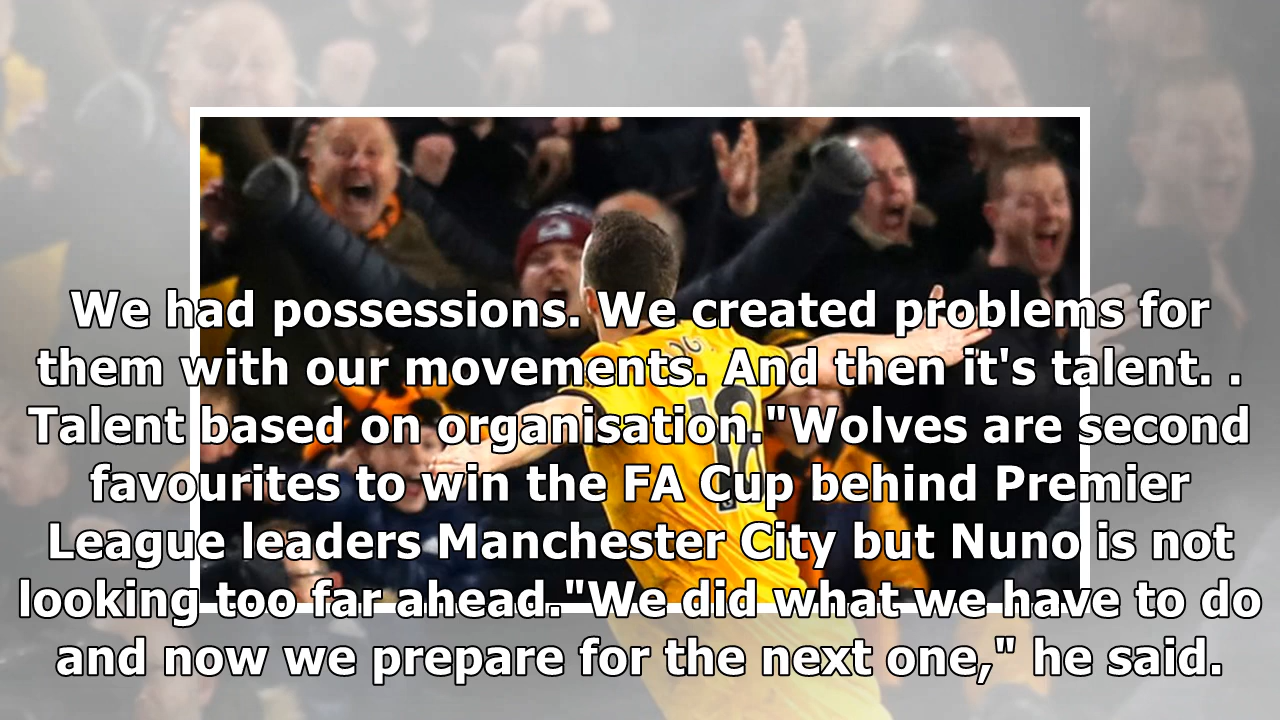 We had possessions. We created problems for
them with our movements. And then it's talent. .
Talent based on organisation."Wolves are second
favourites to win the FA Cup behind Premier
League leaders Manchester City but Nuno is not
looking too far ahead."We did what we have to do
and now we prepare for the next one," he said.
18